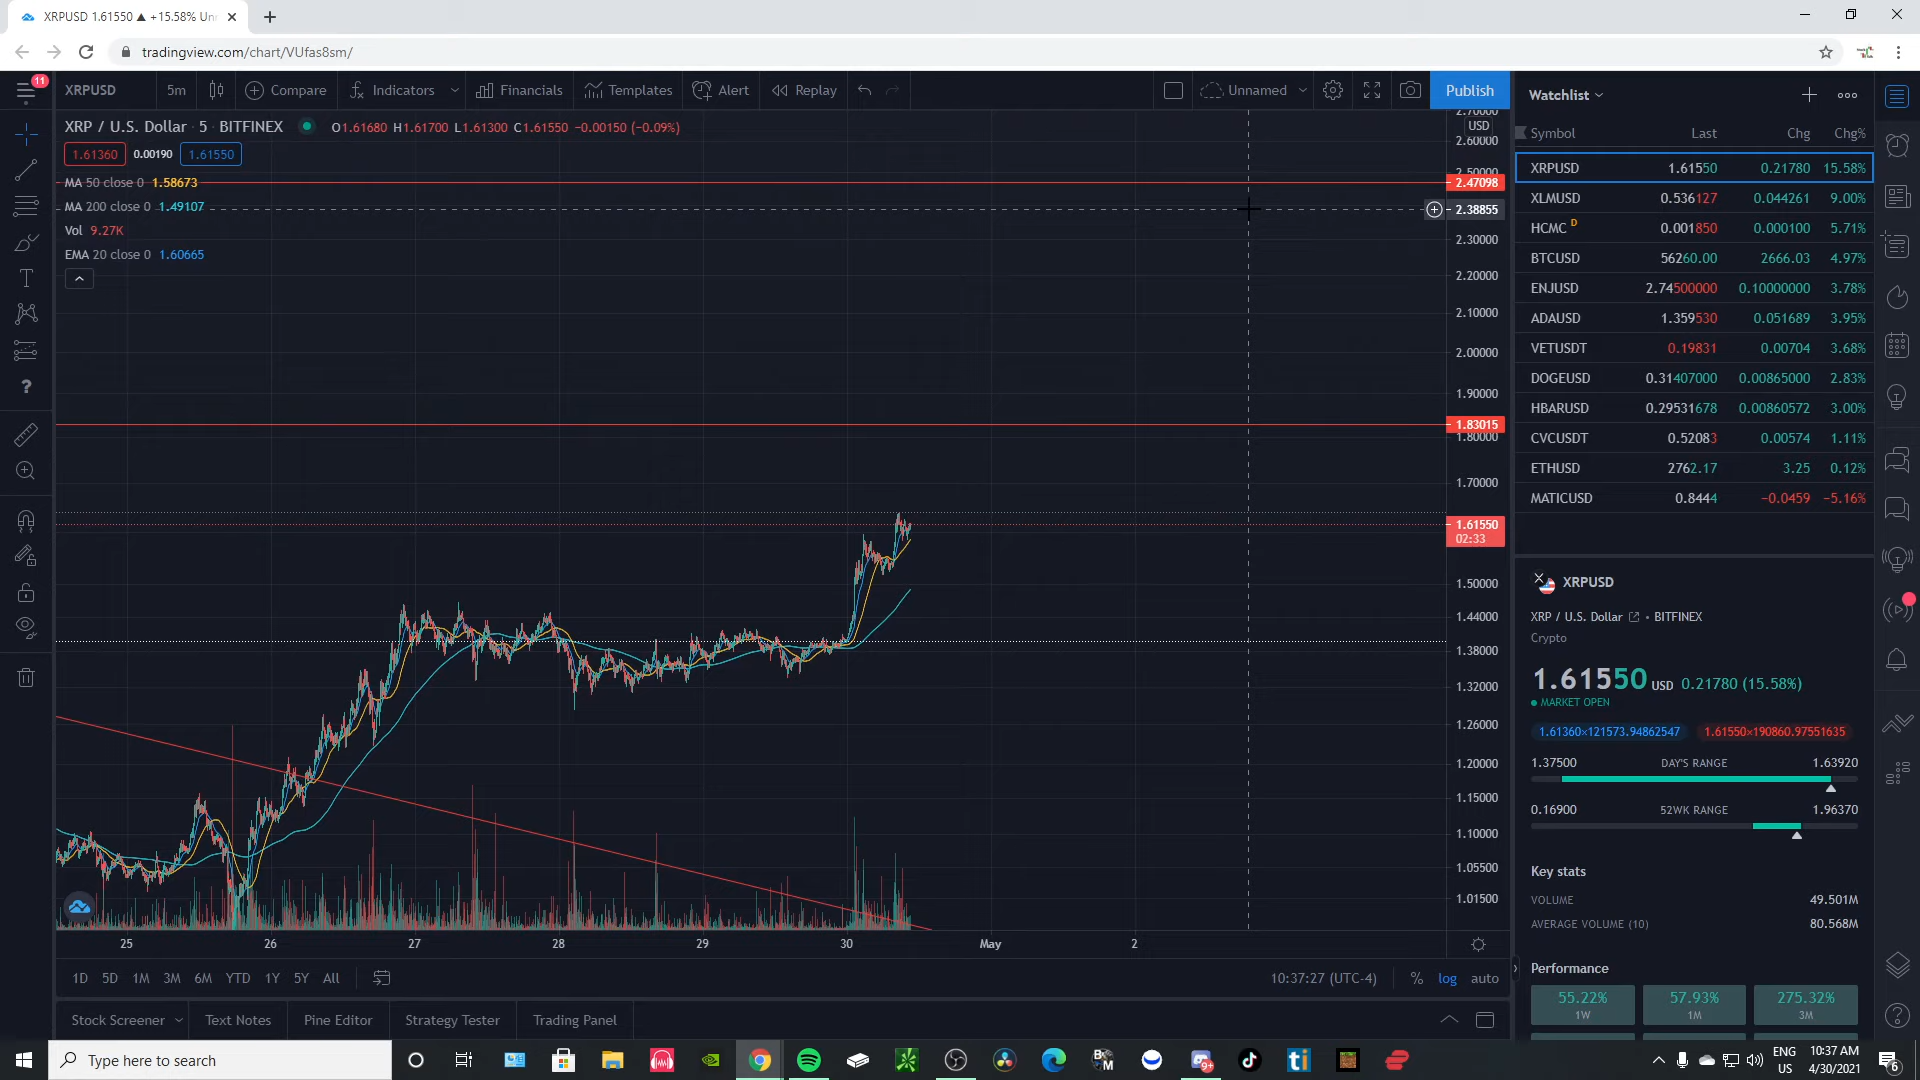 XRPUSD 1.61550 ▲ +15.58% Unn
tradingview.com/chart/VUfas8sm/
11
XRPUSD 5m Compare Indicators Financials Templates Alert Replay Unnamed Publish
XRP / U.S. Dollar · 5 · BITFINEX O1.61680 H1.61700 L1.61300 C1.61550 −0.00150 (−0.09%)
1.61360 0.00190 1.61550
MA 50 close 0 1.58673
MA 200 close 0 1.49107
Vol 9.27K
EMA 20 close 0 1.60665
2.70000
USD
2.60000
2.50000
2.47098
2.38855
2.30000
2.20000
2.10000
2.00000
1.90000
1.83015
1.80000
1.70000
1.61550
02:33
1.50000
1.44000
1.38000
1.32000
1.26000
1.20000
1.15000
1.10000
1.05500
1.01500
25 26 27 28 29 30 May 2
1D 5D 1M 3M 6M YTD 1Y 5Y All 10:37:27 (UTC-4) % log auto
Stock Screener Text Notes Pine Editor Strategy Tester Trading Panel
Watchlist
Symbol Last Chg Chg%
XRPUSD 1.61550 0.21780 15.58%
XLMUSD 0.536127 0.044261 9.00%
HCMC D 0.001850 0.000100 5.71%
BTCUSD 56260.00 2666.03 4.97%
ENJUSD 2.74500000 0.10000000 3.78%
ADAUSD 1.359530 0.051689 3.95%
VETUSDT 0.19831 0.00704 3.68%
DOGEUSD 0.31407000 0.00865000 2.83%
HBARUSD 0.29531678 0.00860572 3.00%
CVCUSDT 0.52083 0.00574 1.11%
ETHUSD 2762.17 3.25 0.12%
MATICUSD 0.8444 −0.0459 −5.16%
XRPUSD
XRP / U.S. Dollar • BITFINEX
Crypto
1.61550 USD 0.21780 (15.58%)
MARKET OPEN
1.61360×121573.94862547 1.61550×190860.97551635
1.37500 DAY'S RANGE 1.63920
0.16900 52WK RANGE 1.96370
Key stats
VOLUME 49.501M
AVERAGE VOLUME (10) 80.568M
Performance
55.22% 57.93% 275.32%
1W 1M 3M
Type here to search
9+
ENG
US
10:37 AM
4/30/2021
6